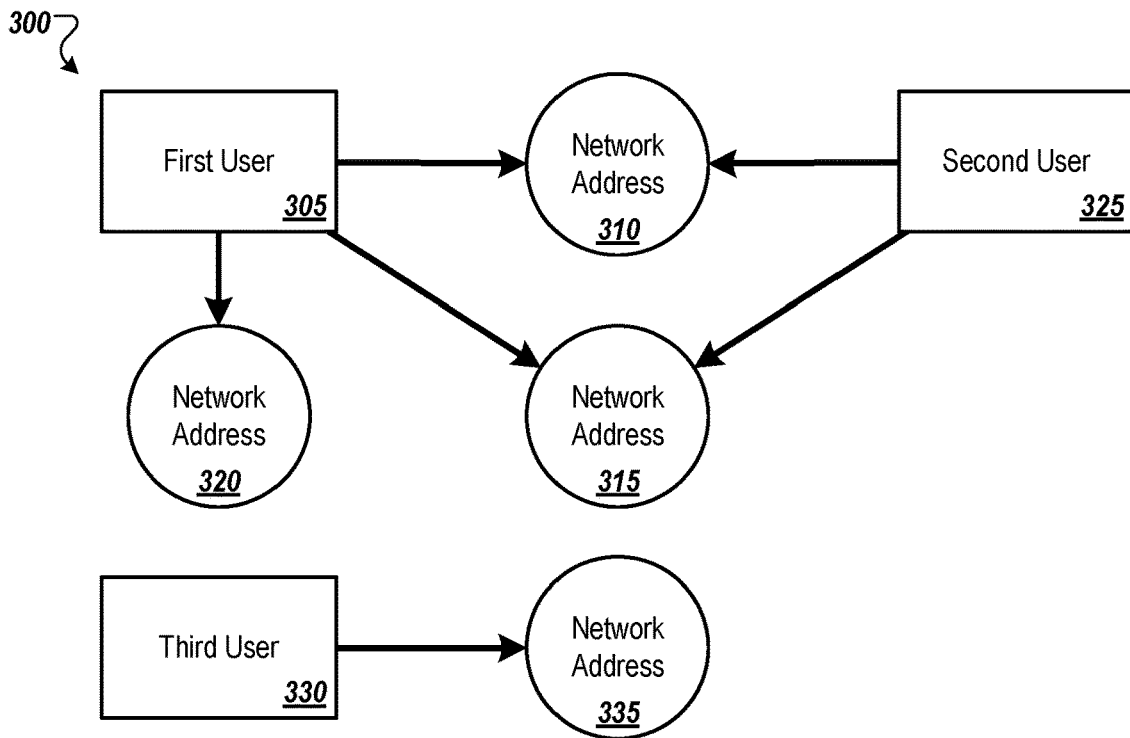 300
First User
305
Network
Address
310
Second User
325
Network
Address
320
Network
Address
315
Third User
330
Network
Address
335